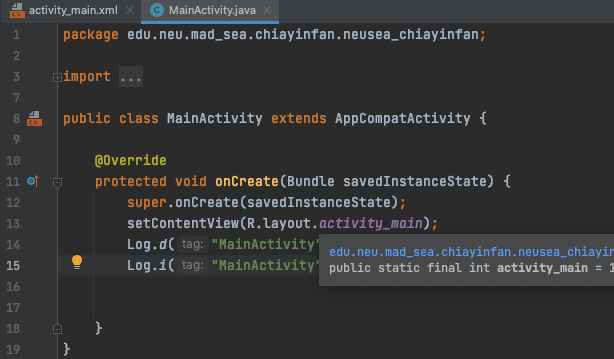 activity_main.xml MainActivity.java
1 package edu.neu.mad_sea.chiayinfan.neusea_chiayinfan;
2
3 import ...
7
8 public class MainActivity extends AppCompatActivity {
9
10 @Override
11 protected void onCreate(Bundle savedInstanceState) {
12 super.onCreate(savedInstanceState);
13 setContentView(R.layout.activity_main);
14 Log.d( tag: "MainActivity"
edu.neu.mad_sea.chiayinfan.neusea_chiayin
15 Log.i( tag: "MainActivity"
public static final int activity_main = 1
16
17
18 }
19 }